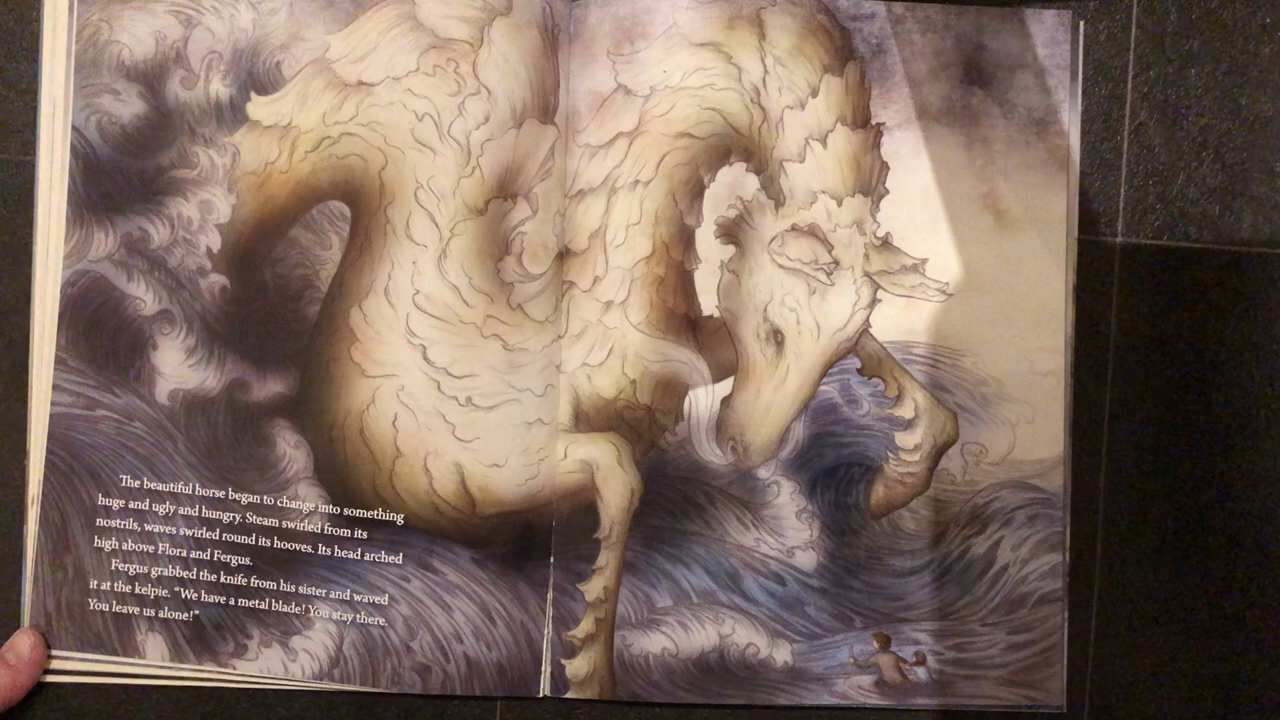 The beautiful horse began to change into something
huge and ugly and hungry. Steam swirled from its
nostrils, waves swirled round its hooves. Its head arched
high above Flora and Fergus.
Fergus grabbed the knife from his sister and waved
it at the kelpie. “We have a metal blade! You stay there.
You leave us alone!”